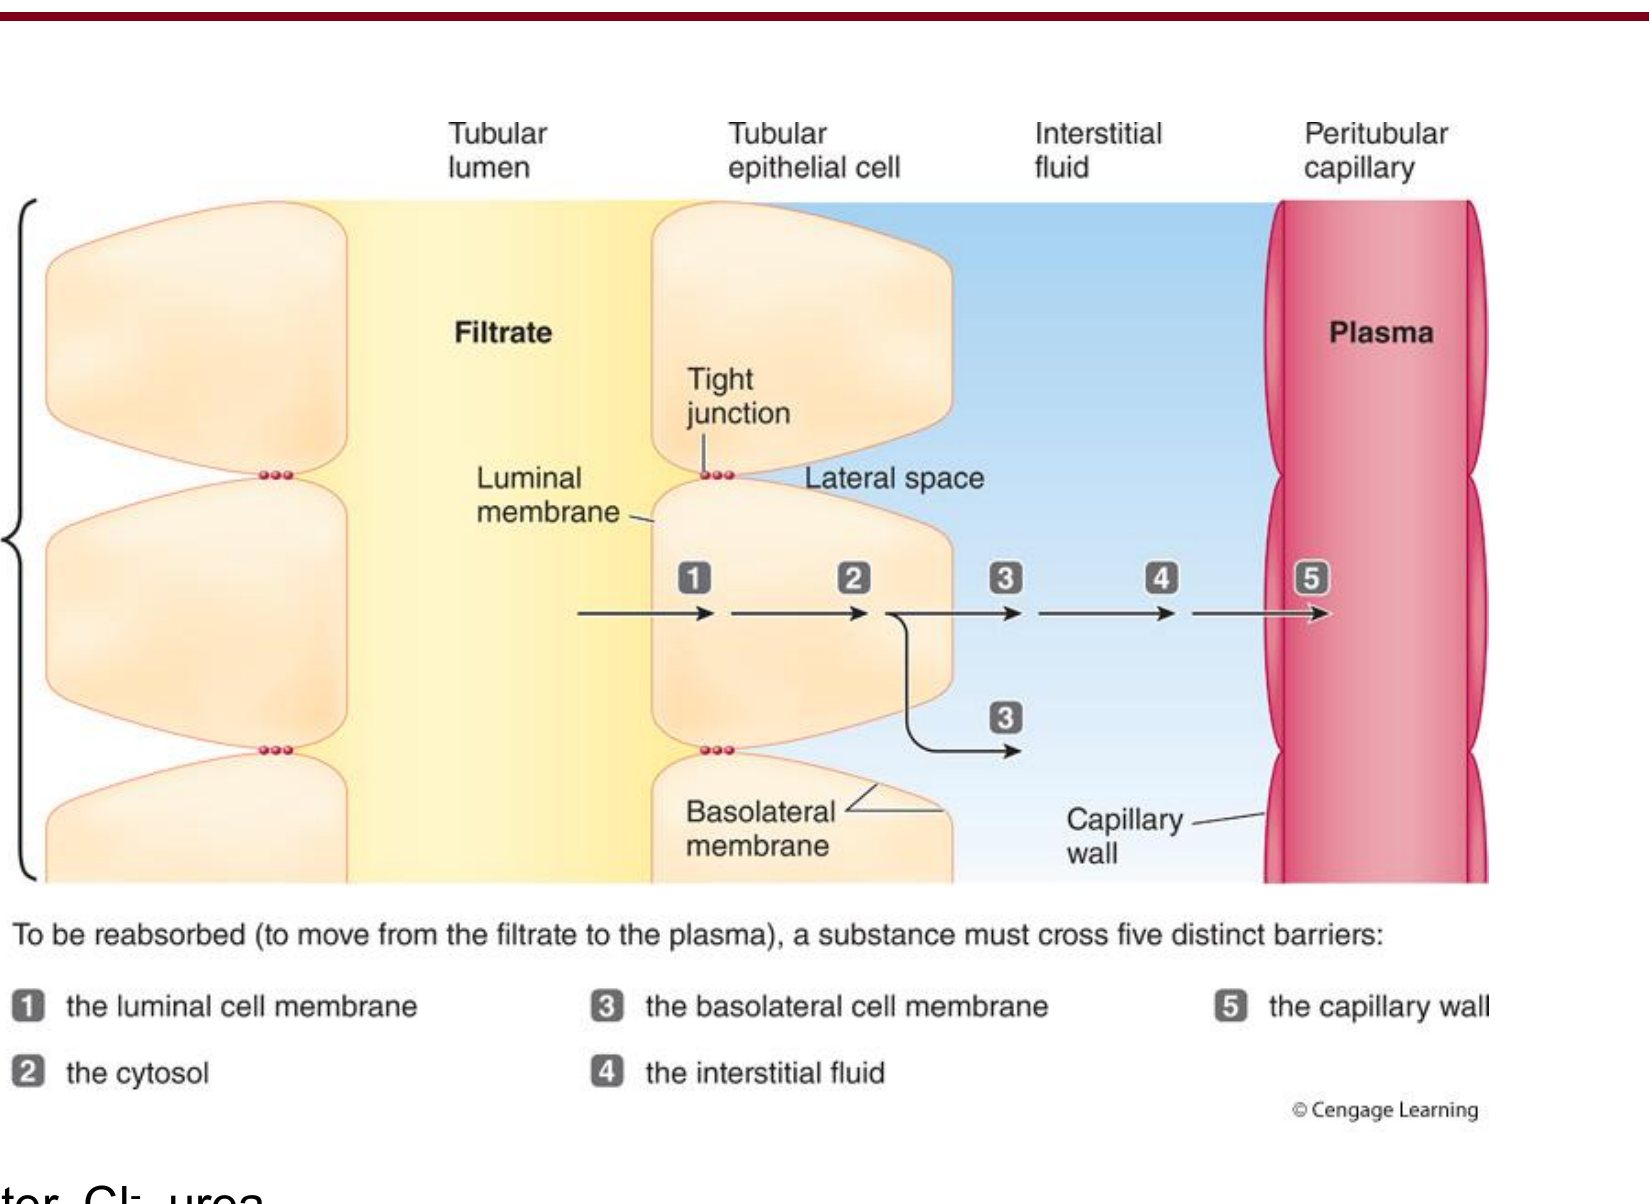 Tubular
lumen
Tubular
epithelial cell
Interstitial
fluid
Peritubular
capillary
Filtrate
Plasma
Tight
junction
Luminal
membrane
Lateral space
1
2
3
4
5
3
Basolateral
membrane
Capillary
wall
To be reabsorbed (to move from the filtrate to the plasma), a substance must cross five distinct barriers:
1 the luminal cell membrane
3 the basolateral cell membrane
5 the capillary wall
2 the cytosol
4 the interstitial fluid
© Cengage Learning
Cl-, urea